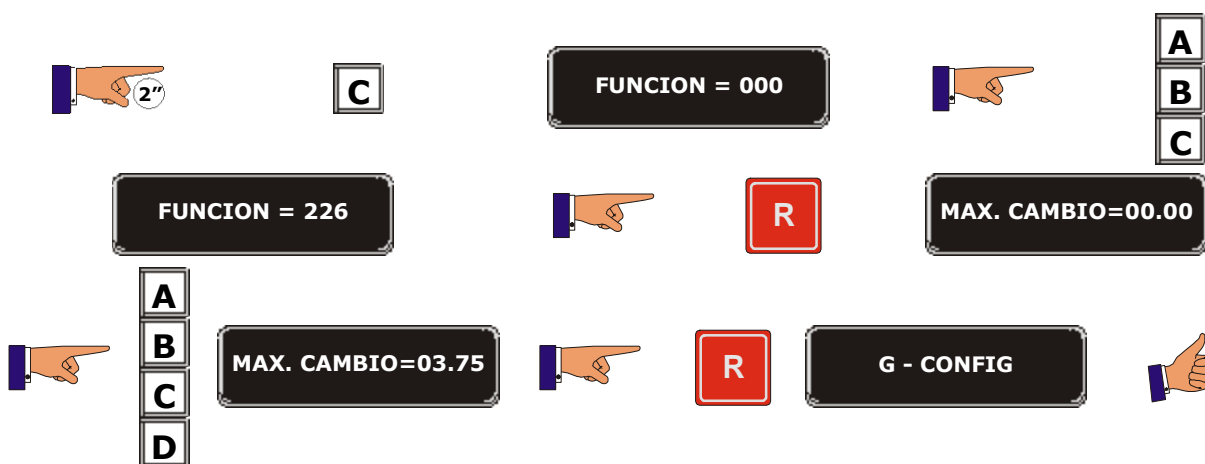 2”
C
FUNCION = 000
A
B
C
FUNCION = 226
R
MAX. CAMBIO=00.00
A
B
C
D
MAX. CAMBIO=03.75
R
G - CONFIG